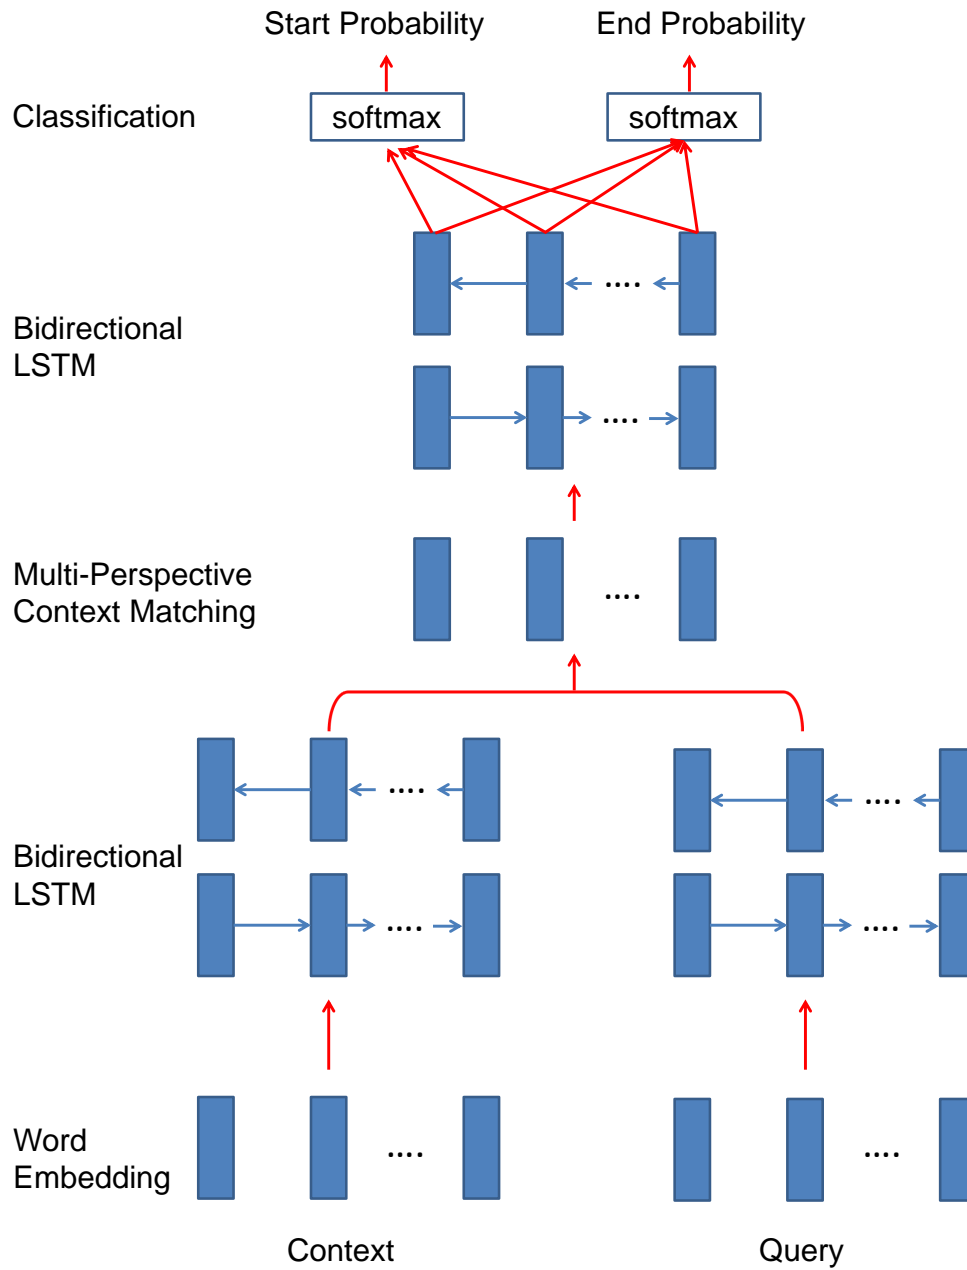 Start Probability
End Probability
Classification
softmax
softmax
....
Bidirectional
LSTM
....
Multi-Perspective
Context Matching
....
....
....
Bidirectional
LSTM
....
....
Word
Embedding
....
....
Context
Query